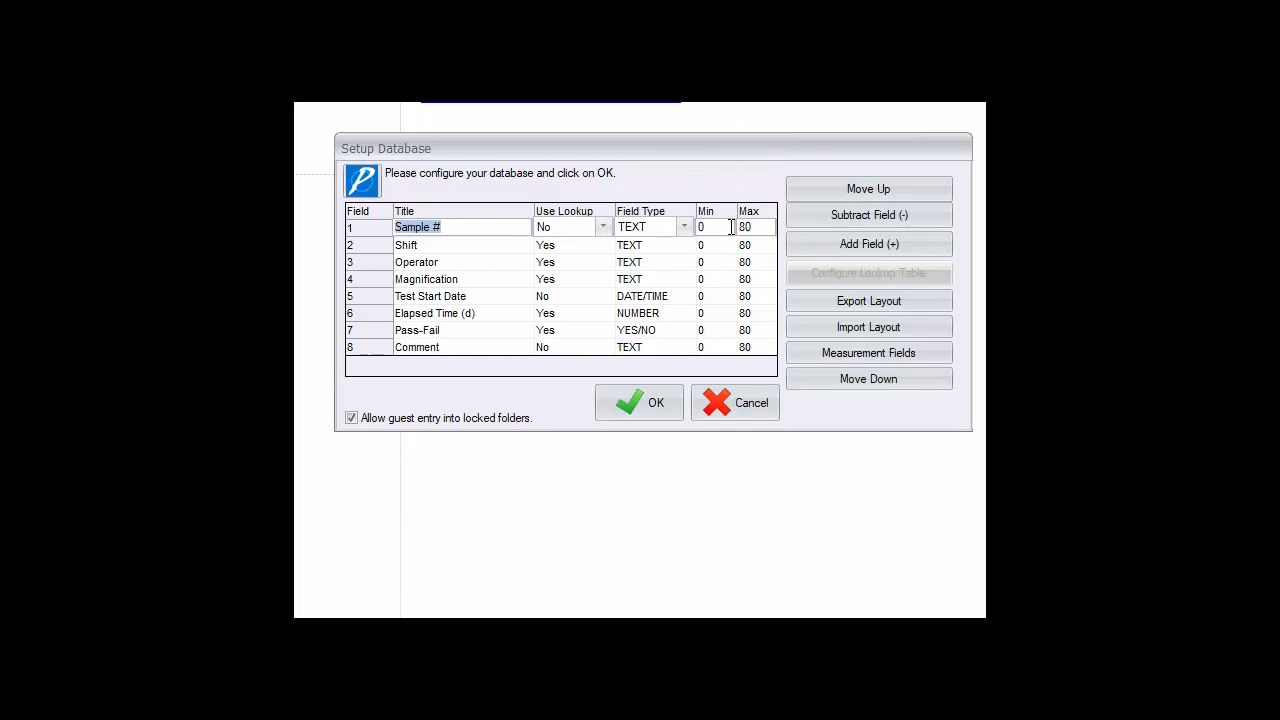 Setup Database
Please configure your database and click on OK.
Field Title Use Lookup Field Type Min Max
1 Sample # No TEXT 0 80
2 Shift Yes TEXT 0 80
3 Operator Yes TEXT 0 80
4 Magnification Yes TEXT 0 80
5 Test Start Date No DATE/TIME 0 80
6 Elapsed Time (d) Yes NUMBER 0 80
7 Pass-Fail Yes YES/NO 0 80
8 Comment No TEXT 0 80
Move Up
Subtract Field (-)
Add Field (+)
Configure Lookup Table
Export Layout
Import Layout
Measurement Fields
Move Down
OK
Cancel
Allow guest entry into locked folders.